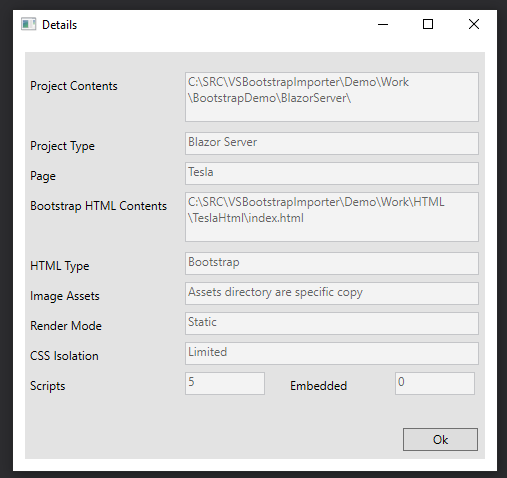 Details
Project Contents
C:\SRC\VSBootstrapImporter\Demo\Work
\BootstrapDemo\BlazorServer\
Project Type
Blazor Server
Page
Tesla
Bootstrap HTML Contents
C:\SRC\VSBootstrapImporter\Demo\Work\HTML
\TeslaHtml\index.html
HTML Type
Bootstrap
Image Assets
Assets directory are specific copy
Render Mode
Static
CSS Isolation
Limited
Scripts
5
Embedded
0
Ok